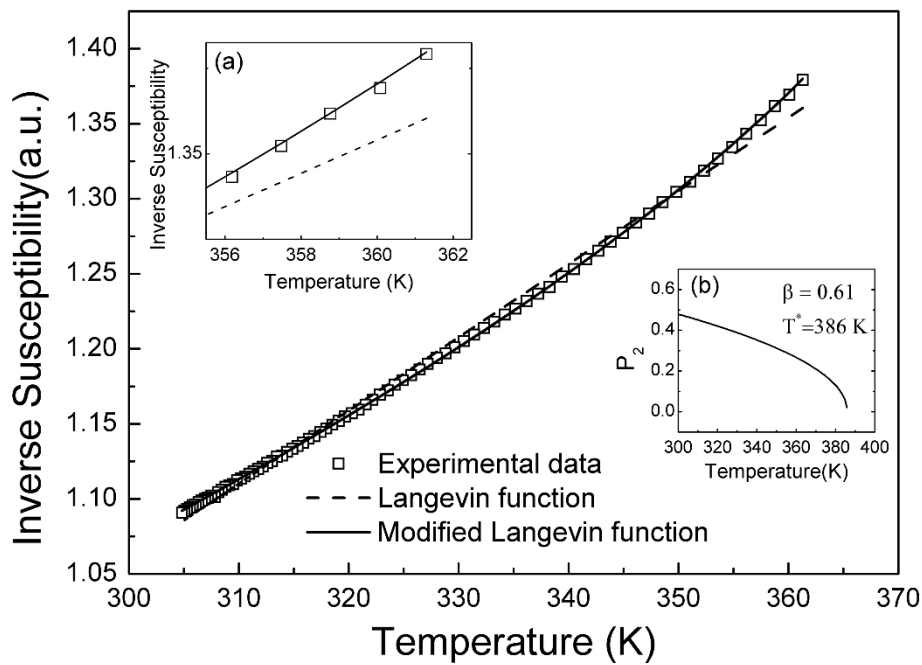 Inverse Susceptibility(a.u.)
1.40
1.35
1.30
1.25
1.20
1.15
1.10
1.05
300
310
320
330
340
350
360
370
Temperature (K)
(a)
Inverse Susceptibility
1.35
356
358
360
362
Temperature (K)
(b)
β = 0.61
T*=386 K
P2
0.6
0.4
0.2
0.0
300
320
340
360
380
400
Temperature(K)
Experimental data
Langevin function
Modified Langevin function